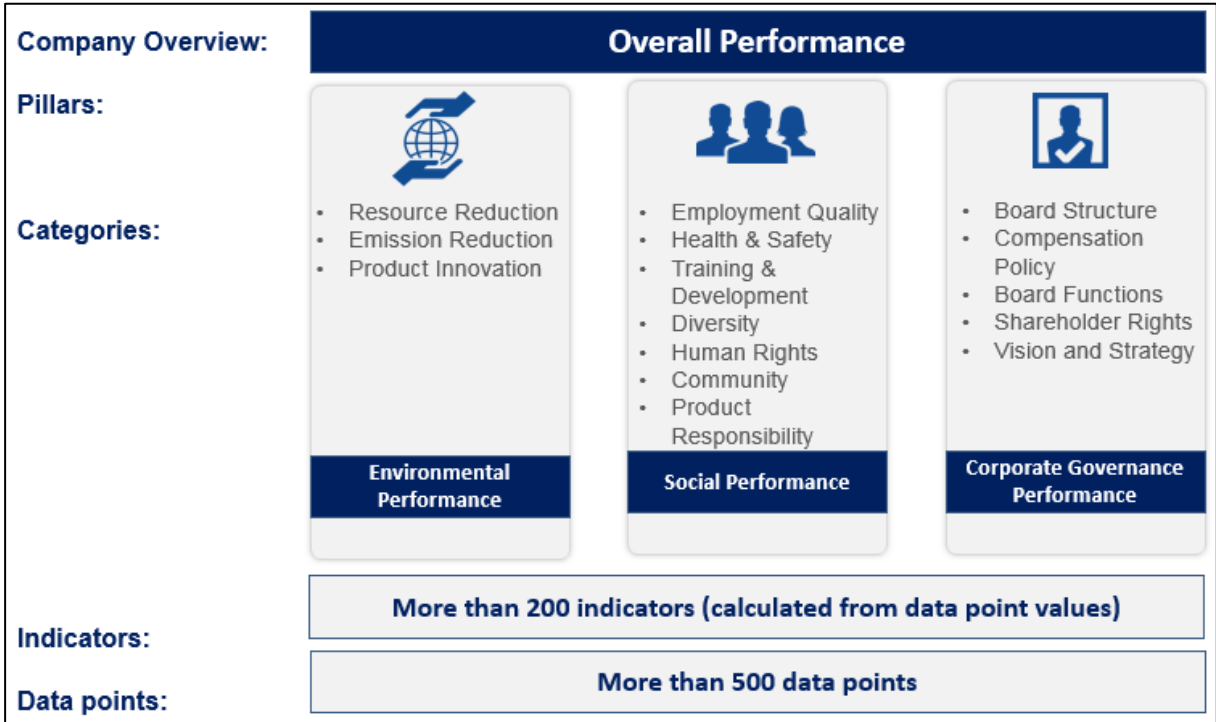 Company Overview:
Overall Performance
Pillars:
Categories:
• Resource Reduction
• Emission Reduction
• Product Innovation
Environmental
Performance
• Employment Quality
• Health & Safety
• Training &
Development
• Diversity
• Human Rights
• Community
• Product
Responsibility
Social Performance
• Board Structure
• Compensation
Policy
• Board Functions
• Shareholder Rights
• Vision and Strategy
Corporate Governance
Performance
Indicators:
More than 200 indicators (calculated from data point values)
Data points:
More than 500 data points